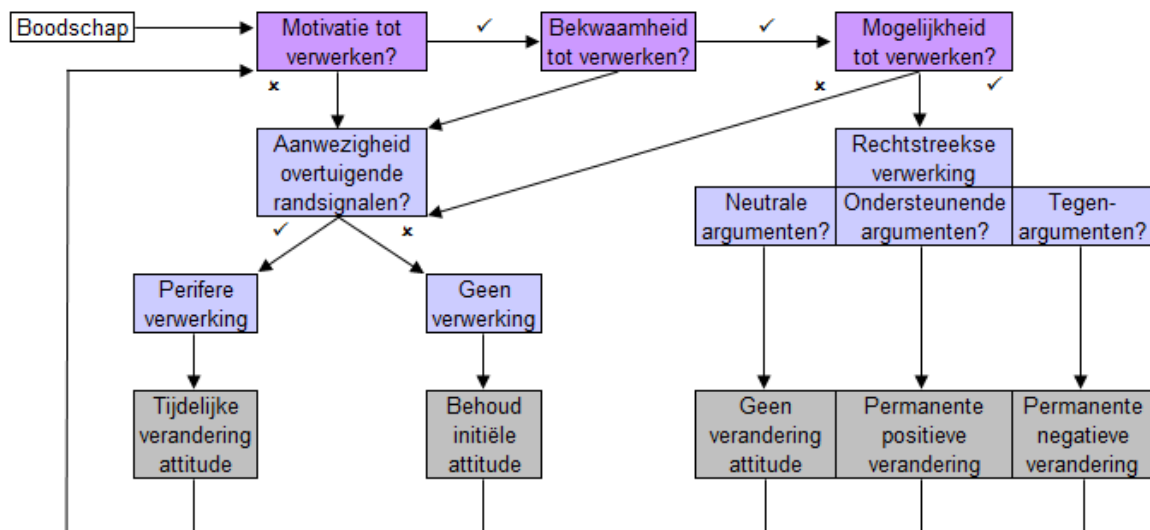 Boodschap
Motivatie tot
verwerken?
✓
Bekwaamheid
tot verwerken?
✓
Mogelijkheid
tot verwerken?
x
x
✓
Aanwezigheid
overtuigende
randsignalen?
✓
x
Rechtstreekse
verwerking
Neutrale
argumenten?
Ondersteunende
argumenten?
Tegen-
argumenten?
Perifere
verwerking
Geen
verwerking
Tijdelijke
verandering
attitude
Behoud
initiële
attitude
Geen
verandering
attitude
Permanente
positieve
verandering
Permanente
negatieve
verandering